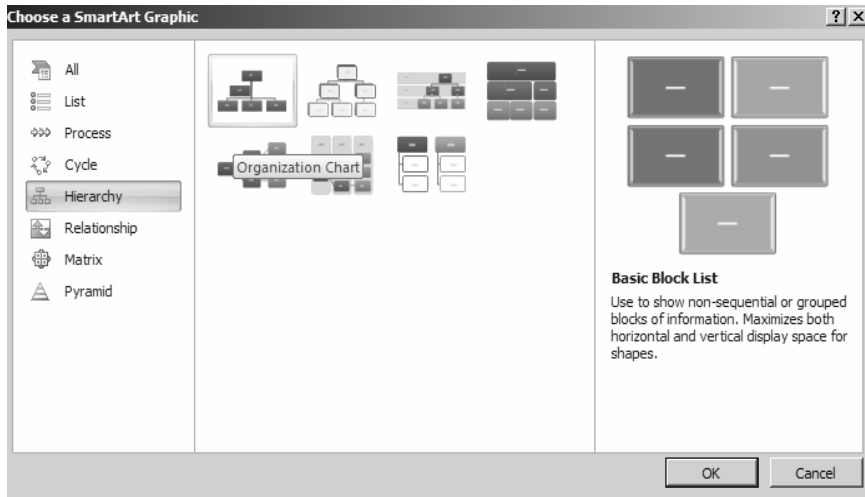 Choose a SmartArt Graphic
All
List
Process
Cycle
Hierarchy
Relationship
Matrix
Pyramid
Organization Chart
Basic Block List
Use to show non-sequential or grouped
blocks of information. Maximizes both
horizontal and vertical display space for
shapes.
OK
Cancel